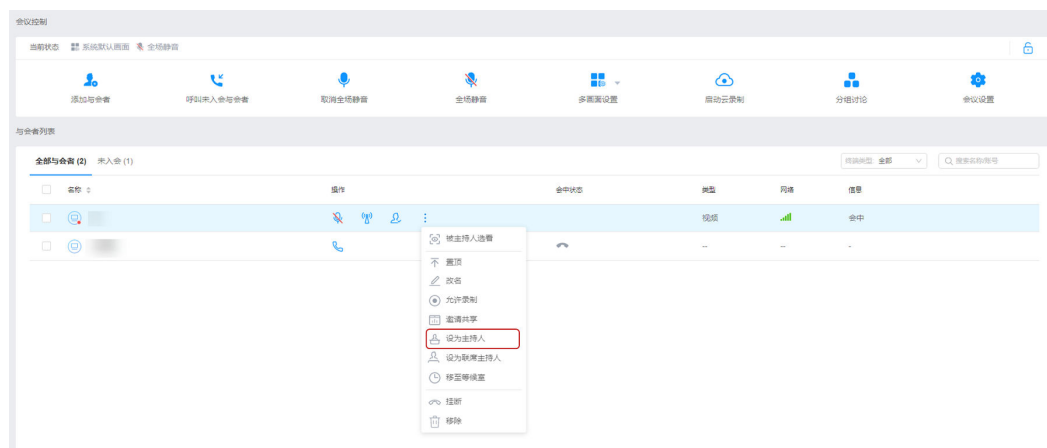 会议控制
当前状态 系统默认画面 全场静音
添加与会者 呼叫未入会与会者 取消全场静音 全场静音 多画面设置 启动云录制 分组讨论 会议设置
与会者列表
全部与会者 (2) 未入会 (1) 终端类型 全部 搜索名称/账号
名称 操作 会中状态 类型 网络 信息
视频 会中
被主持人选看
-- -- -
置顶
改名
允许录制
邀请共享
设为主持人
设为联席主持人
移至等候室
挂断
移除